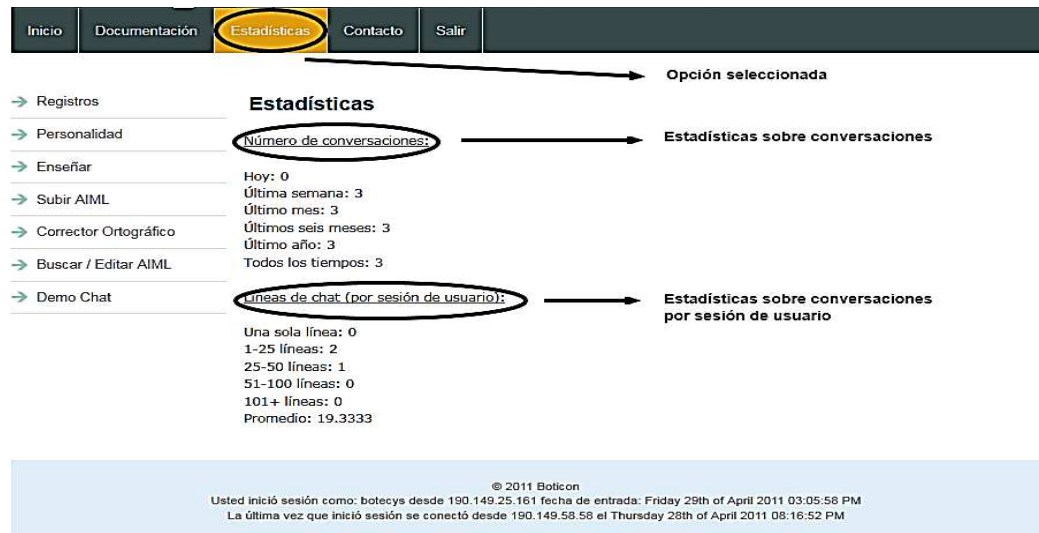 Inicio Documentación Estadísticas Contacto Salir
Opción seleccionada
Registros
Personalidad
Enseñar
Subir AIML
Corrector Ortográfico
Buscar / Editar AIML
Demo Chat
Estadísticas
Número de conversaciones:
Estadísticas sobre conversaciones
Hoy: 0
Última semana: 3
Último mes: 3
Últimos seis meses: 3
Último año: 3
Todos los tiempos: 3
Líneas de chat (por sesión de usuario):
Estadísticas sobre conversaciones
por sesión de usuario
Una sola línea: 0
1-25 líneas: 2
25-50 líneas: 1
51-100 líneas: 0
101+ líneas: 0
Promedio: 19.3333
© 2011 Boticon
Usted inició sesión como: botecys desde 190.149.25.161 fecha de entrada: Friday 29th of April 2011 03:05:58 PM
La última vez que inició sesión se conectó desde 190.149.58.58 el Thursday 28th of April 2011 08:16:52 PM